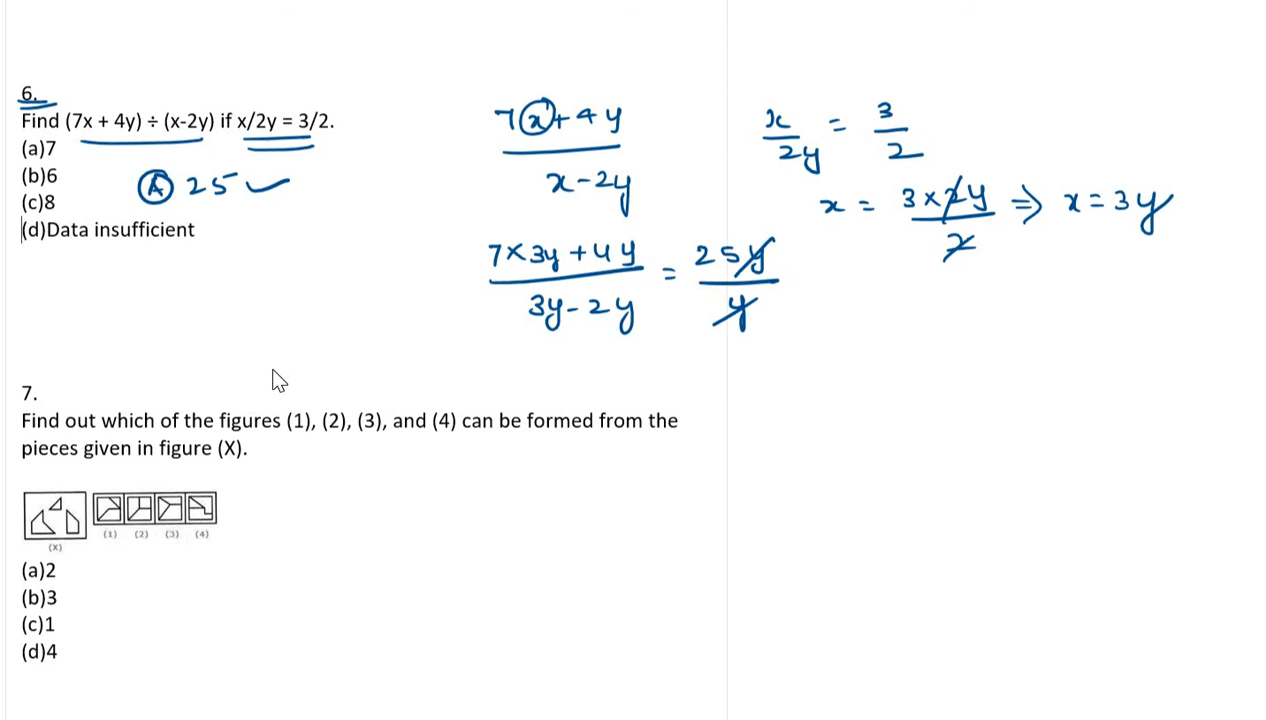 6.
Find (7x + 4y) ÷ (x-2y) if x/2y = 3/2.
(a)7
(b)6
(c)8
(d)Data insufficient
(A) 25 ✓
7x+4y
x-2y
x/2y = 3/2
x = 3×2y/2 ⇒ x=3y
7×3y+4y / 3y-2y = 25y/y
7.
Find out which of the figures (1), (2), (3), and (4) can be formed from the
pieces given in figure (X).
(X)
(1) (2) (3) (4)
(a)2
(b)3
(c)1
(d)4